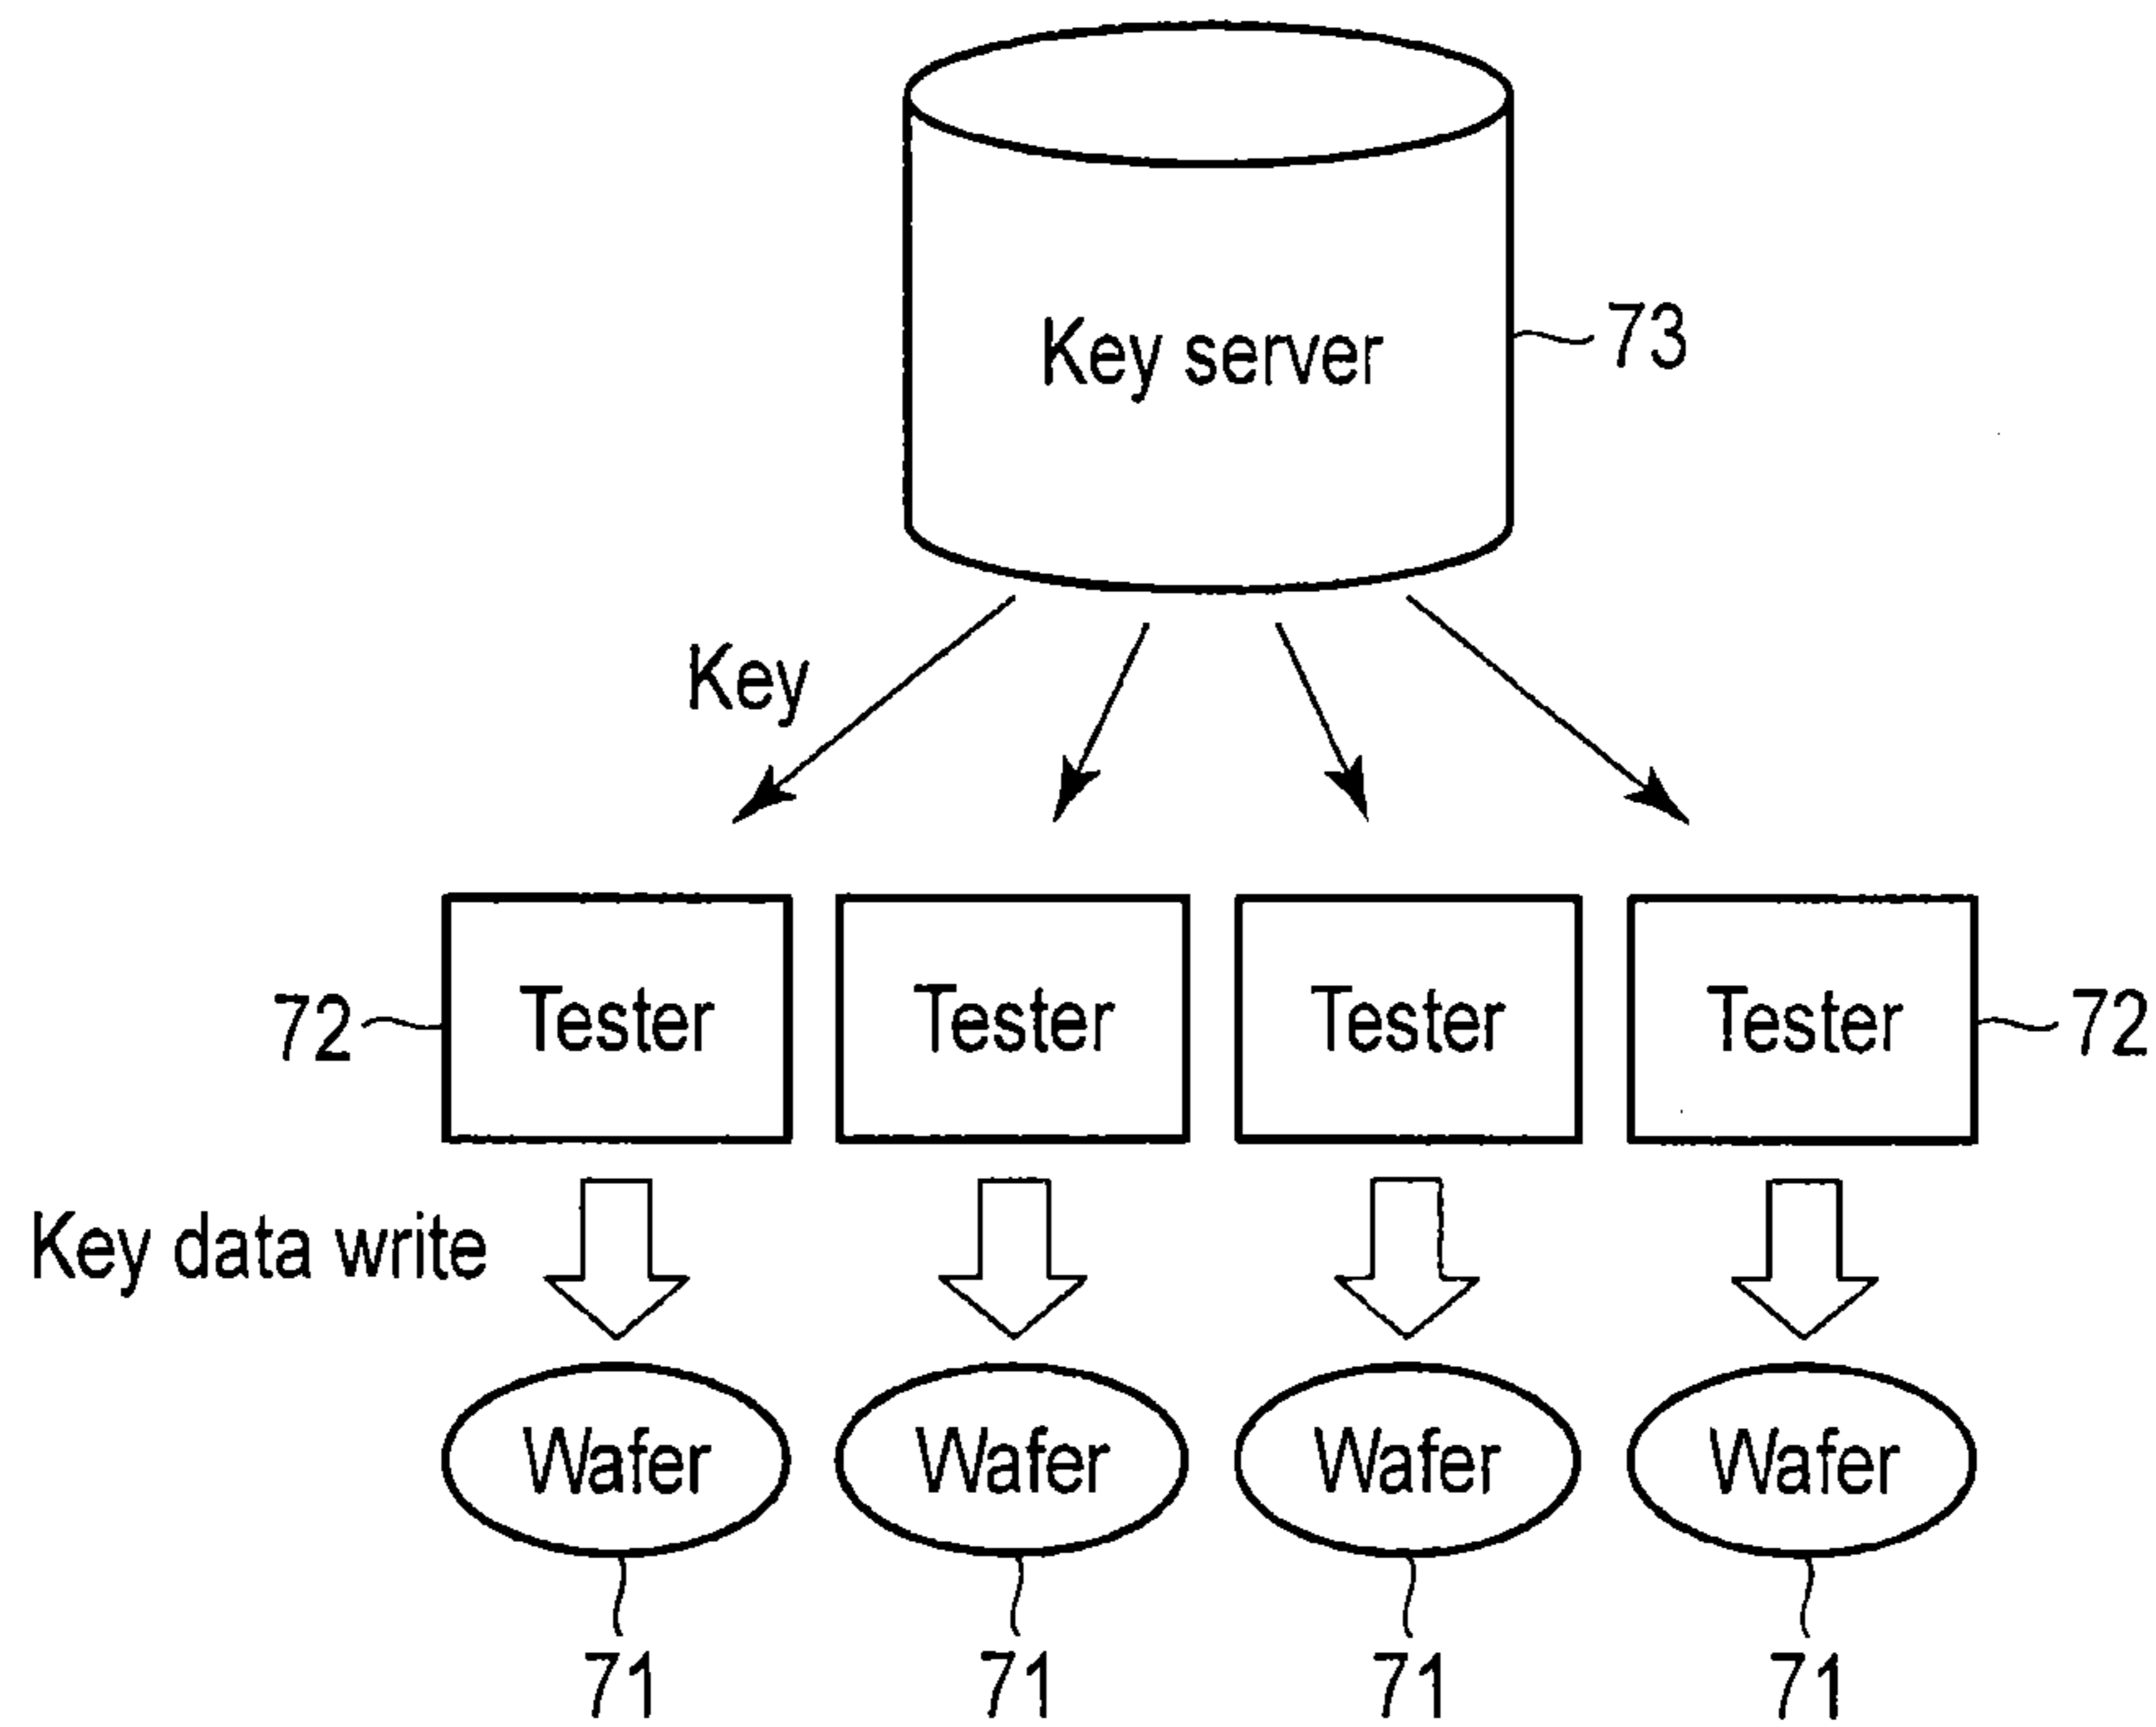 Key server
73
Key
72
Tester
Tester
Tester
Tester
72
Key data write
Wafer
Wafer
Wafer
Wafer
71
71
71
71